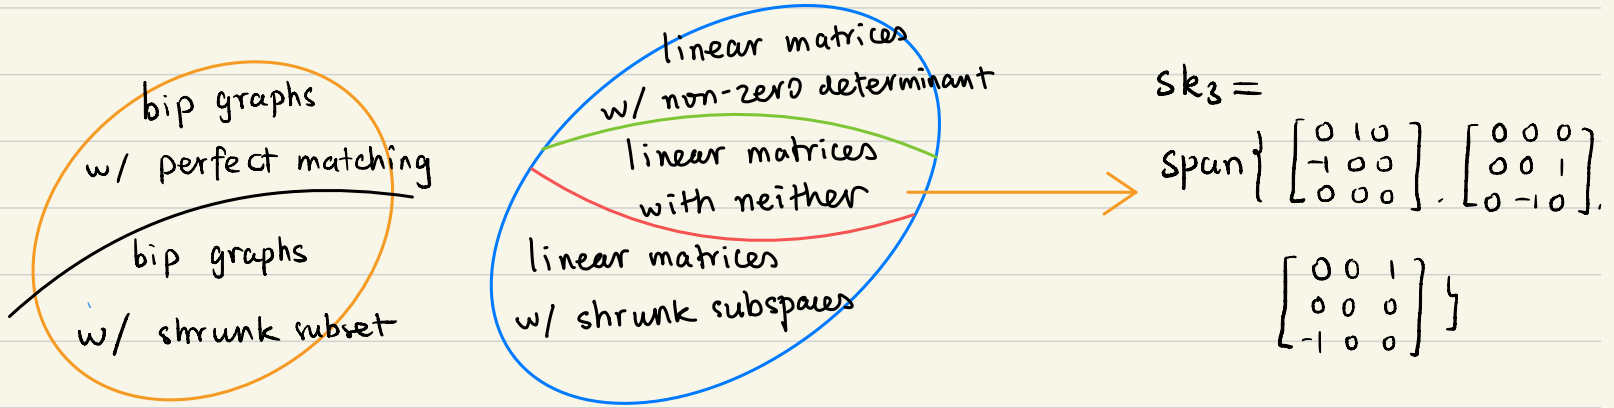 bip graphs
w/ perfect matching
bip graphs
w/ shrunk subset
linear matrices
w/ non-zero determinant
linear matrices
with neither
linear matrices
w/ shrunk subspaces
sk₃ =
span { [ 0 1 0 ] , [ 0 0 0 ] ,
[ -1 0 0 ] [ 0 0 1 ]
[ 0 0 0 ] [ 0 -1 0 ]
[ 0 0 1 ] }
[ 0 0 0 ]
[ -1 0 0 ]